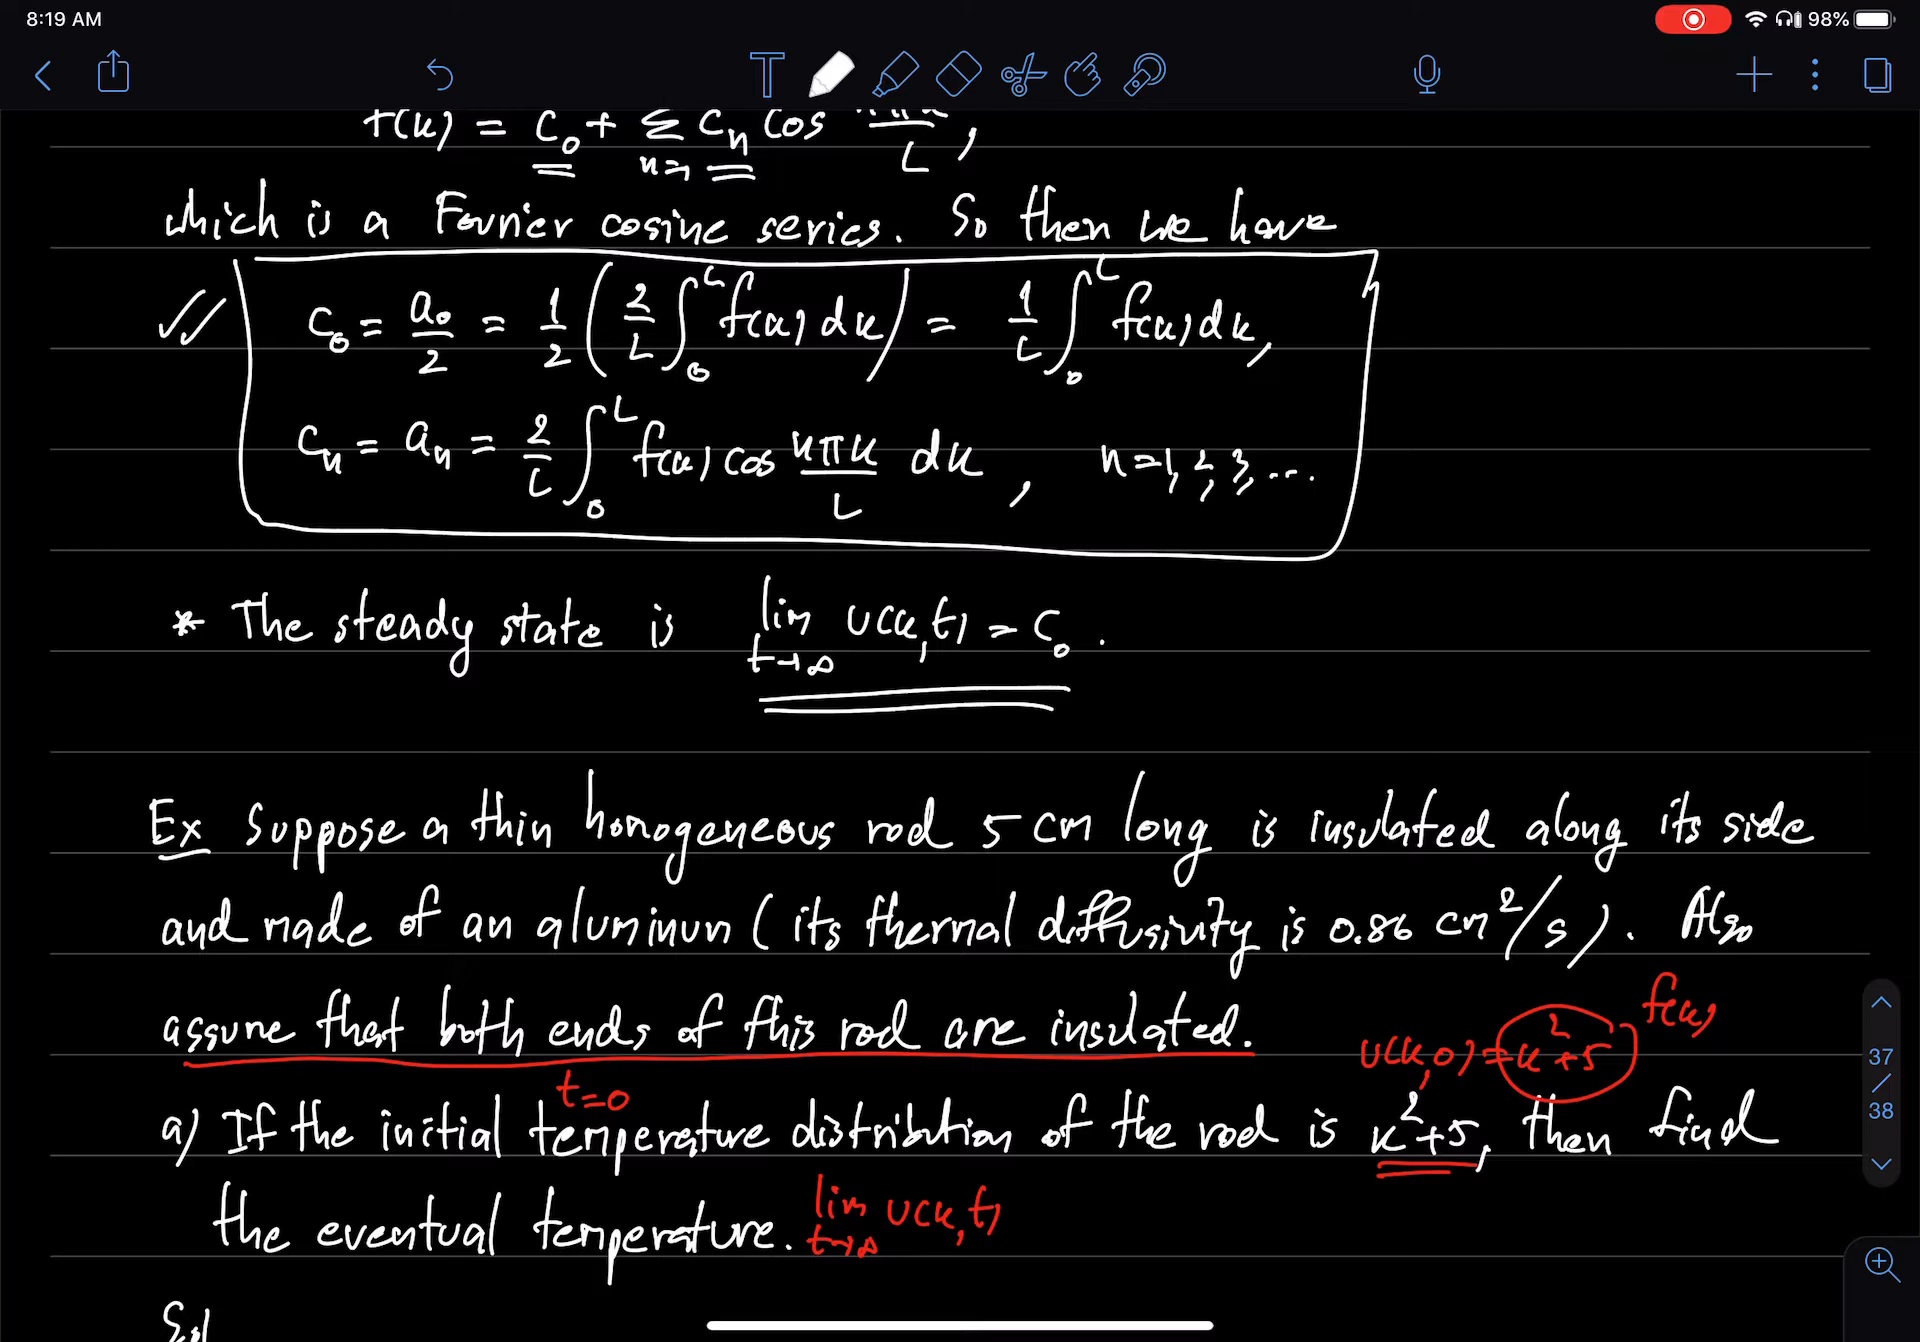 8:19 AM
98%
f(x) = c₀ + Σ n=1 cₙ cos nπx/L ,
which is a Fourier cosine series. So then we have
c₀ = a₀/2 = 1/2 ( 2/L ∫₀ᴸ f(x) dx ) = 1/L ∫₀ᴸ f(x) dx ,
cₙ = aₙ = 2/L ∫₀ᴸ f(x) cos nπx/L dx , n=1, 2, 3, ...
* The steady state is lim t→∞ u(x,t) = c₀ .
Ex Suppose a thin homogeneous rod 5 cm long is insulated along its side
and made of an aluminun ( its thermal diffusivity is 0.86 cm²/s ) . Also
assume that both ends of this rod are insulated.
u(x,0) = x²+5 f(x)
t=0
a) If the initial temperature distribution of the rod is x²+5, then find
the eventual temperature. lim t→∞ u(x,t)
Sol
37
/
38